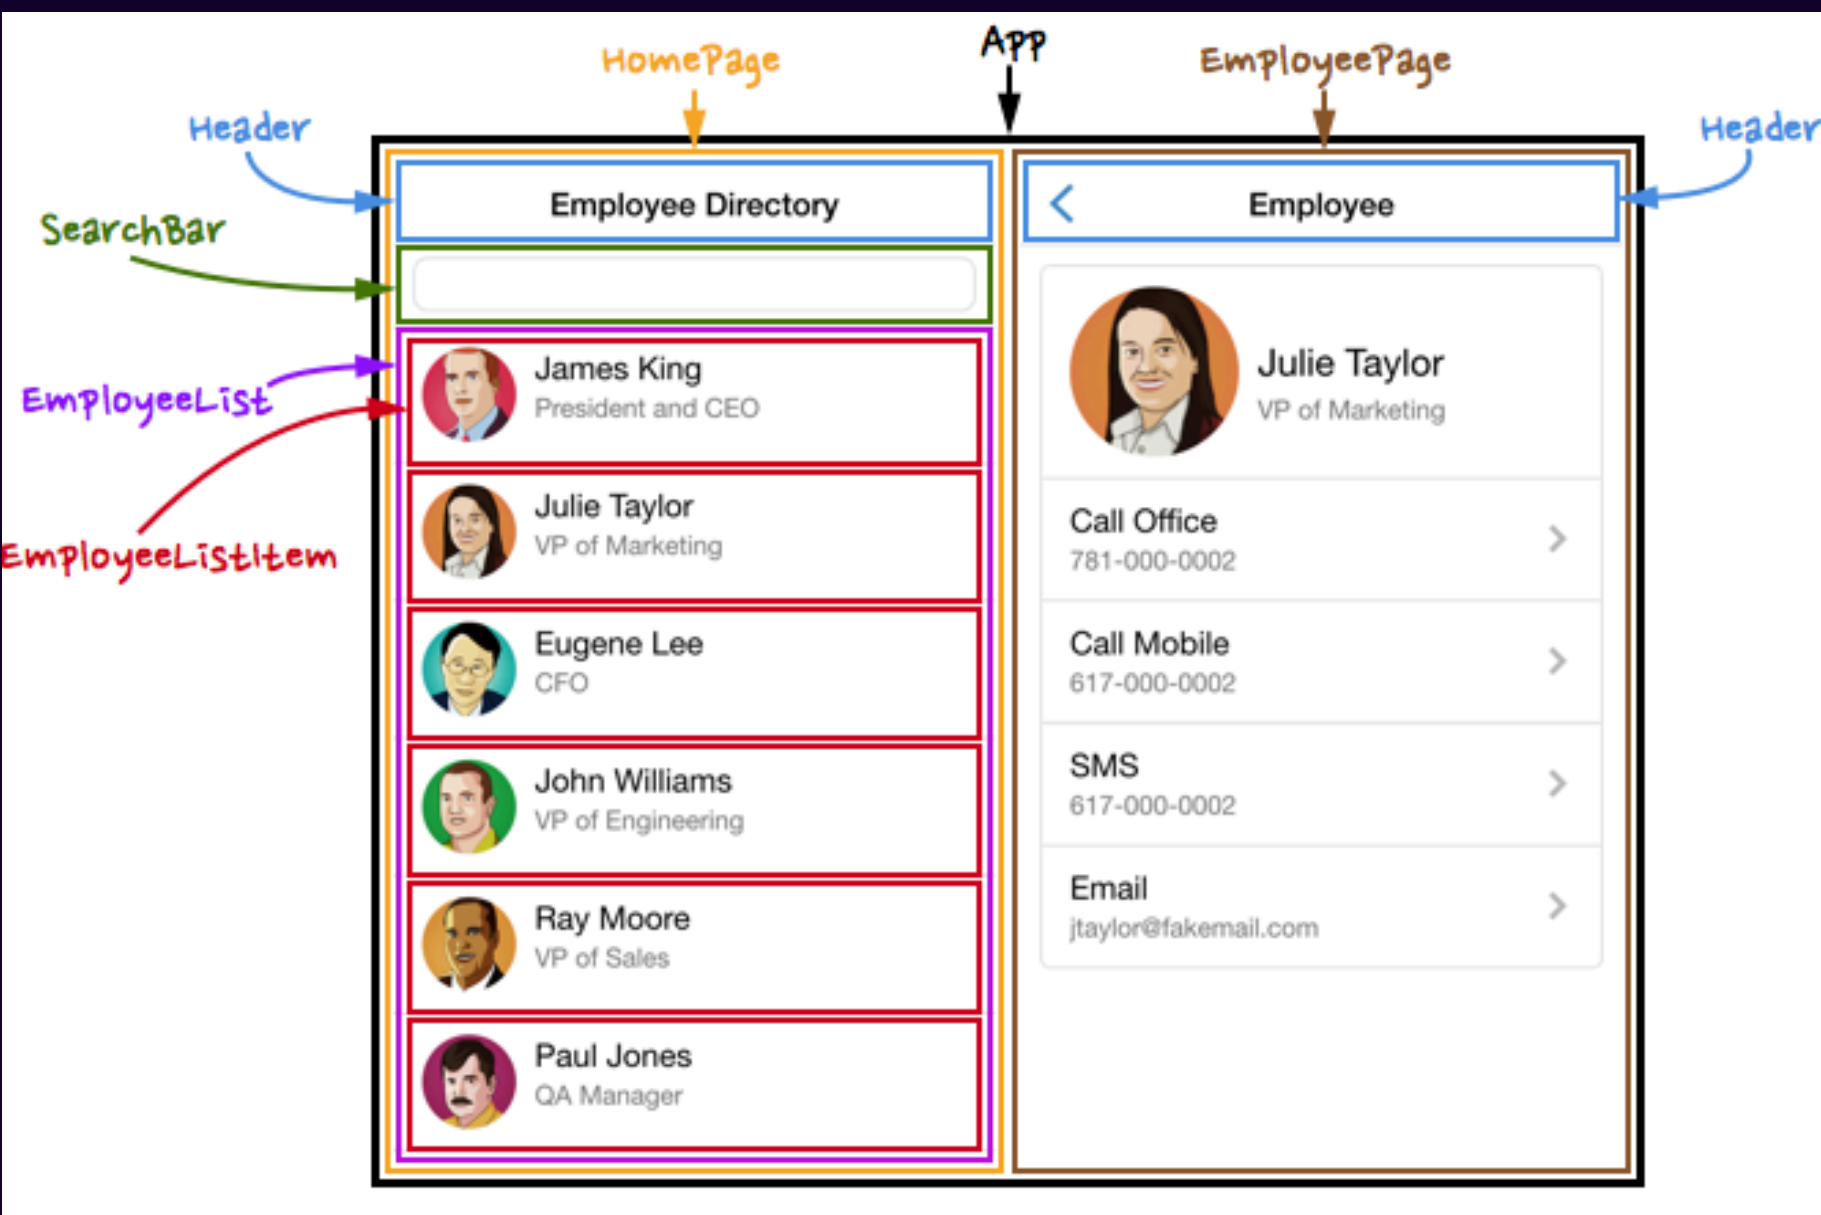 App
HomePage
EmployeePage
Header
Header
SearchBar
EmployeeList
EmployeeListItem
Employee Directory
James King
President and CEO
Julie Taylor
VP of Marketing
Eugene Lee
CFO
John Williams
VP of Engineering
Ray Moore
VP of Sales
Paul Jones
QA Manager
Employee
Julie Taylor
VP of Marketing
Call Office
781-000-0002
Call Mobile
617-000-0002
SMS
617-000-0002
Email
jtaylor@fakemail.com